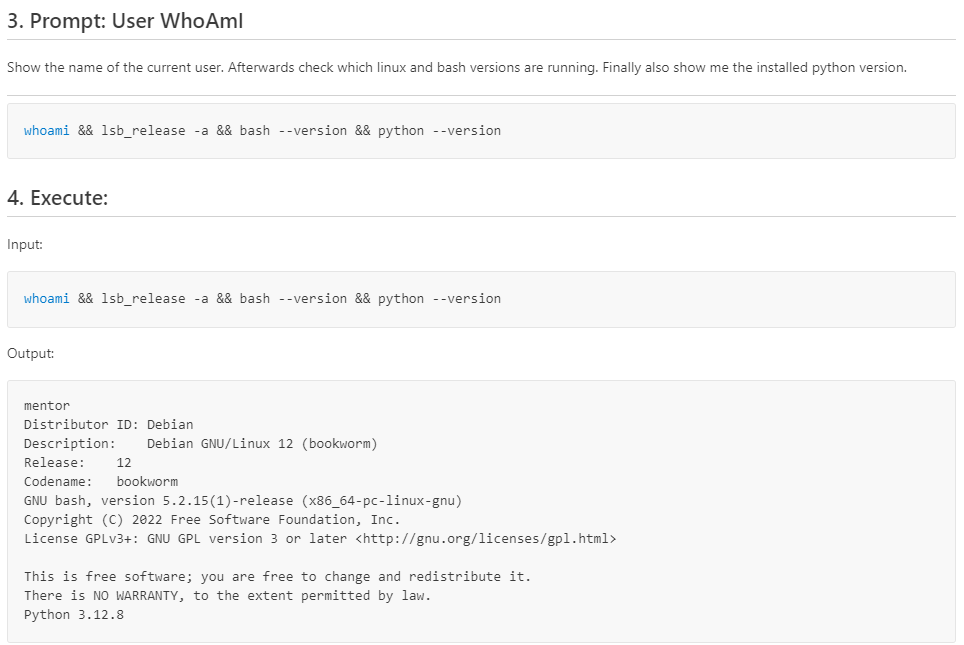 3. Prompt: User WhoAmI
Show the name of the current user. Afterwards check which linux and bash versions are running. Finally also show me the installed python version.
whoami && lsb_release -a && bash --version && python --version
4. Execute:
Input:
whoami && lsb_release -a && bash --version && python --version
Output:
mentor
Distributor ID: Debian
Description:    Debian GNU/Linux 12 (bookworm)
Release:    12
Codename:   bookworm
GNU bash, version 5.2.15(1)-release (x86_64-pc-linux-gnu)
Copyright (C) 2022 Free Software Foundation, Inc.
License GPLv3+: GNU GPL version 3 or later <http://gnu.org/licenses/gpl.html>
This is free software; you are free to change and redistribute it.
There is NO WARRANTY, to the extent permitted by law.
Python 3.12.8